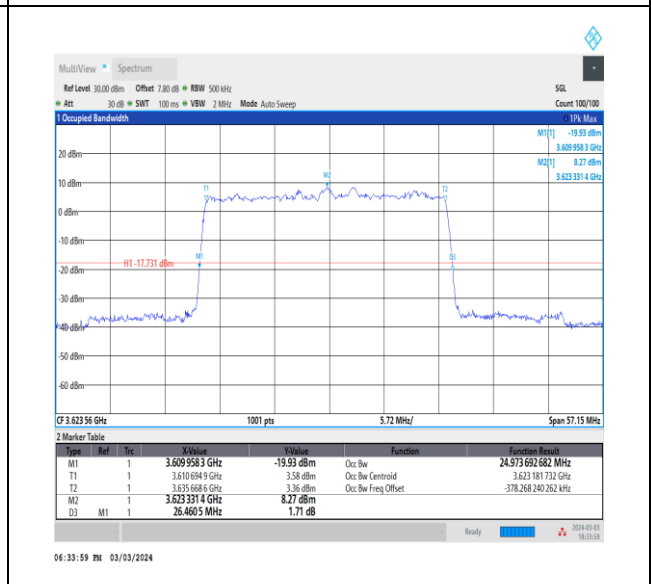 MultiView Spectrum
Ref Level 30.00 dBm Offset 7.80 dB RBW 500 kHz SGL
Att 30 dB SWT 100 ms VBW 2 MHz Mode Auto Sweep Count 100/100
1 Occupied Bandwidth 1Pk Max
M1[1] -19.93 dBm
3.609 958 3 GHz
20 dBm
M2[1] 8.27 dBm
3.623 331 4 GHz
M2
10 dBm
T1 T2
0 dBm
-10 dBm
M1 D3
H1 -17.731 dBm
-20 dBm
-30 dBm
-40 dBm
-50 dBm
-60 dBm
CF 3.623 56 GHz 1001 pts 5.72 MHz/ Span 57.15 MHz
2 Marker Table
Type Ref Trc X-Value Y-Value Function Function Result
M1 1 3.609 958 3 GHz -19.93 dBm Occ Bw 24.973 692 682 MHz
T1 1 3.610 694 9 GHz 3.58 dBm Occ Bw Centroid 3.623 181 732 GHz
T2 1 3.635 668 6 GHz 3.36 dBm Occ Bw Freq Offset -378.268 240 262 kHz
M2 1 3.623 331 4 GHz 8.27 dBm
D3 M1 1 26.460 5 MHz 1.71 dB
Ready 2024-03-03
18:33:59
06:33:59 PM 03/03/2024